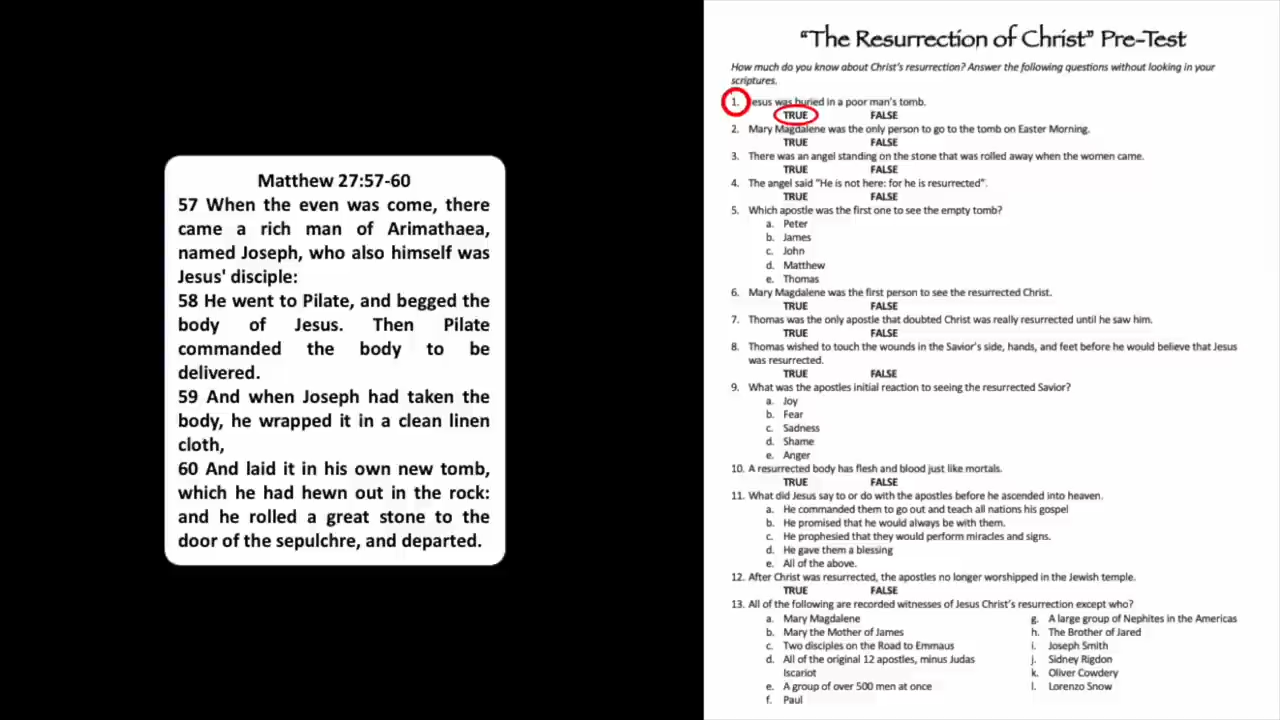 Matthew 27:57-60
57 When the even was come, there
came a rich man of Arimathaea,
named Joseph, who also himself was
Jesus' disciple:
58 He went to Pilate, and begged the
body of Jesus. Then Pilate
commanded the body to be
delivered.
59 And when Joseph had taken the
body, he wrapped it in a clean linen
cloth,
60 And laid it in his own new tomb,
which he had hewn out in the rock:
and he rolled a great stone to the
door of the sepulchre, and departed.
“The Resurrection of Christ” Pre-Test
How much do you know about Christ's resurrection? Answer the following questions without looking in your
scriptures.
1. Jesus was buried in a poor man's tomb.
TRUE FALSE
2. Mary Magdalene was the only person to go to the tomb on Easter Morning.
TRUE FALSE
3. There was an angel standing on the stone that was rolled away when the women came.
TRUE FALSE
4. The angel said “He is not here: for he is resurrected”.
TRUE FALSE
5. Which apostle was the first one to see the empty tomb?
a. Peter
b. James
c. John
d. Matthew
e. Thomas
6. Mary Magdalene was the first person to see the resurrected Christ.
TRUE FALSE
7. Thomas was the only apostle that doubted Christ was really resurrected until he saw him.
TRUE FALSE
8. Thomas wished to touch the wounds in the Savior's side, hands, and feet before he would believe that Jesus
was resurrected.
TRUE FALSE
9. What was the apostles initial reaction to seeing the resurrected Savior?
a. Joy
b. Fear
c. Sadness
d. Shame
e. Anger
10. A resurrected body has flesh and blood just like mortals.
TRUE FALSE
11. What did Jesus say to or do with the apostles before he ascended into heaven.
a. He commanded them to go out and teach all nations his gospel
b. He promised that he would always be with them.
c. He prophesied that they would perform miracles and signs.
d. He gave them a blessing
e. All of the above.
12. After Christ was resurrected, the apostles no longer worshipped in the Jewish temple.
TRUE FALSE
13. All of the following are recorded witnesses of Jesus Christ's resurrection except who?
a. Mary Magdalene
b. Mary the Mother of James
c. Two disciples on the Road to Emmaus
d. All of the original 12 apostles, minus Judas
Iscariot
e. A group of over 500 men at once
f. Paul
g. A large group of Nephites in the Americas
h. The Brother of Jared
i. Joseph Smith
j. Sidney Rigdon
k. Oliver Cowdery
l. Lorenzo Snow